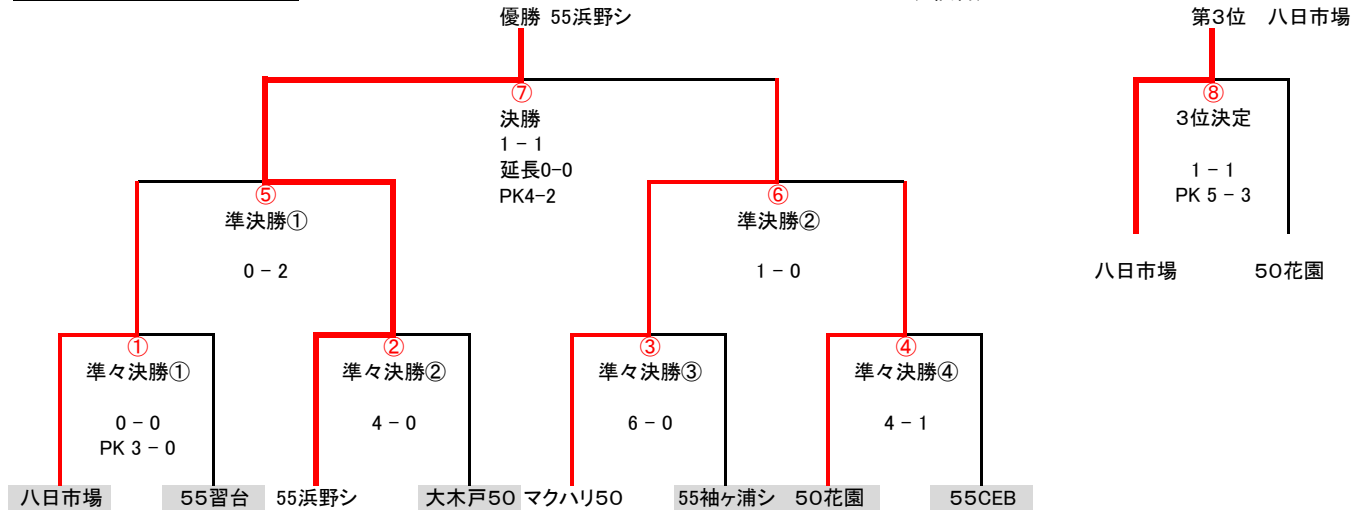 優勝 55浜野シ
第3位 八日市場
⑦
決勝
1 − 1
延長0-0
PK4-2
⑧
3位決定
1 − 1
PK 5 − 3
八日市場 50花園
⑤
準決勝①
0 − 2
⑥
準決勝②
1 − 0
①
準々決勝①
0 − 0
PK 3 − 0
②
準々決勝②
4 − 0
③
準々決勝③
6 − 0
④
準々決勝④
4 − 1
八日市場 55習台 55浜野シ 大木戸50 マクハリ50 55袖ヶ浦シ 50花園 55CEB